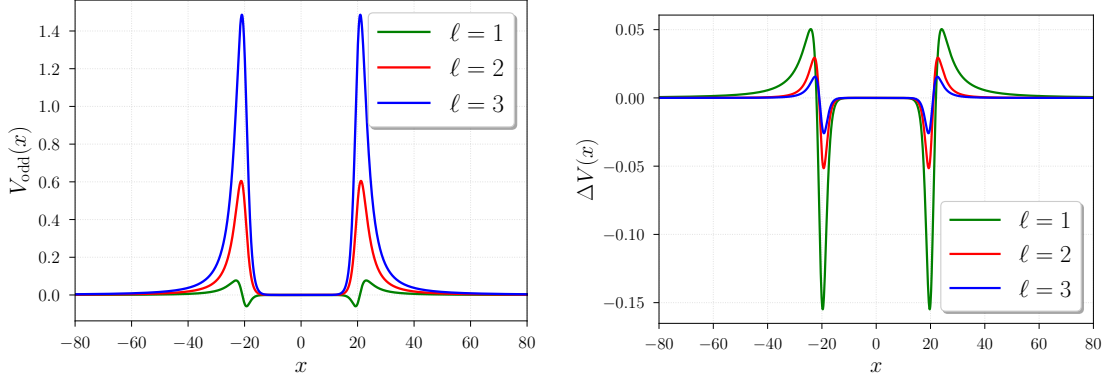 V_odd(x)
1.4
1.2
1.0
0.8
0.6
0.4
0.2
0.0
ℓ = 1
ℓ = 2
ℓ = 3
−80 −60 −40 −20 0 20 40 60 80
x
ΔV(x)
0.05
0.00
−0.05
−0.10
−0.15
ℓ = 1
ℓ = 2
ℓ = 3
−80 −60 −40 −20 0 20 40 60 80
x